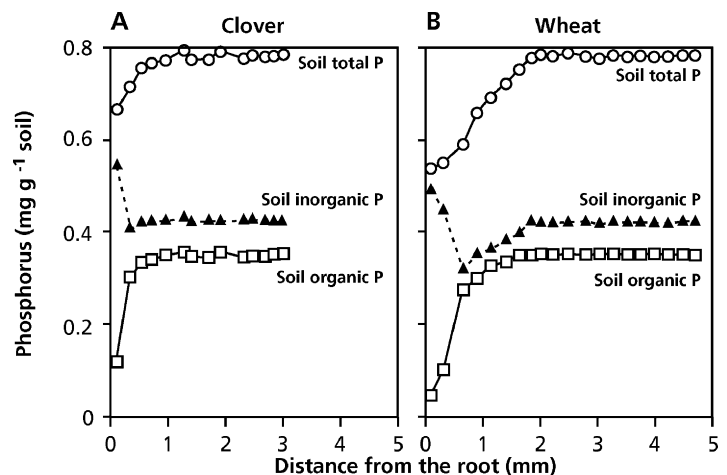 A Clover
B Wheat
Phosphorus (mg g -1 soil)
0.8
0.6
0.4
0.2
0
Soil total P
Soil inorganic P
Soil organic P
Soil total P
Soil inorganic P
Soil organic P
0 1 2 3 4 5
0 1 2 3 4 5
Distance from the root (mm)